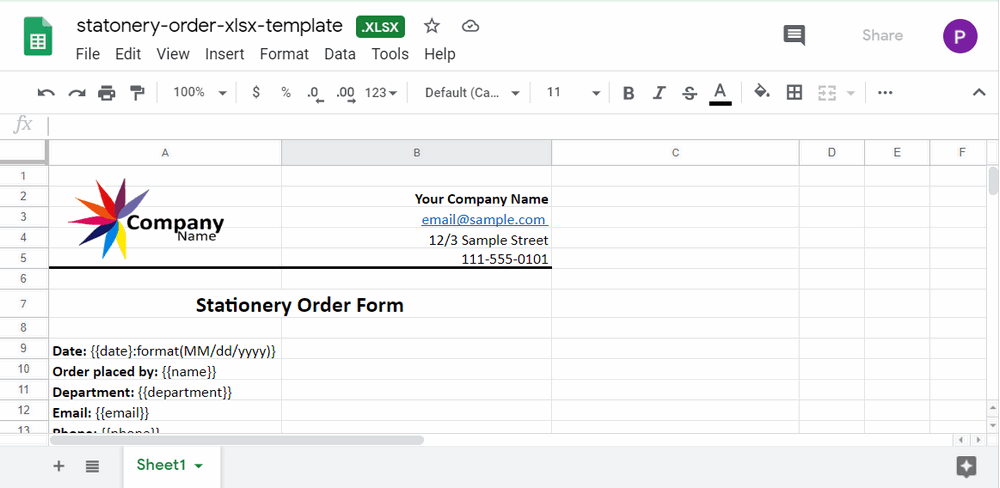 statonery-order-xlsx-template .XLSX
Share
P
File Edit View Insert Format Data Tools Help
100% $ % .0 .00 123 Default (Ca... 11 B I S A ...
fx
A B C D E F
1
2 Your Company Name
3 email@sample.com
Company
Name
4 12/3 Sample Street
5 111-555-0101
6
7 Stationery Order Form
8
9 Date: {{date}:format(MM/dd/yyyy)}
10 Order placed by: {{name}}
11 Department: {{department}}
12 Email: {{email}}
13 Phone: {{phone}}
+ Sheet1